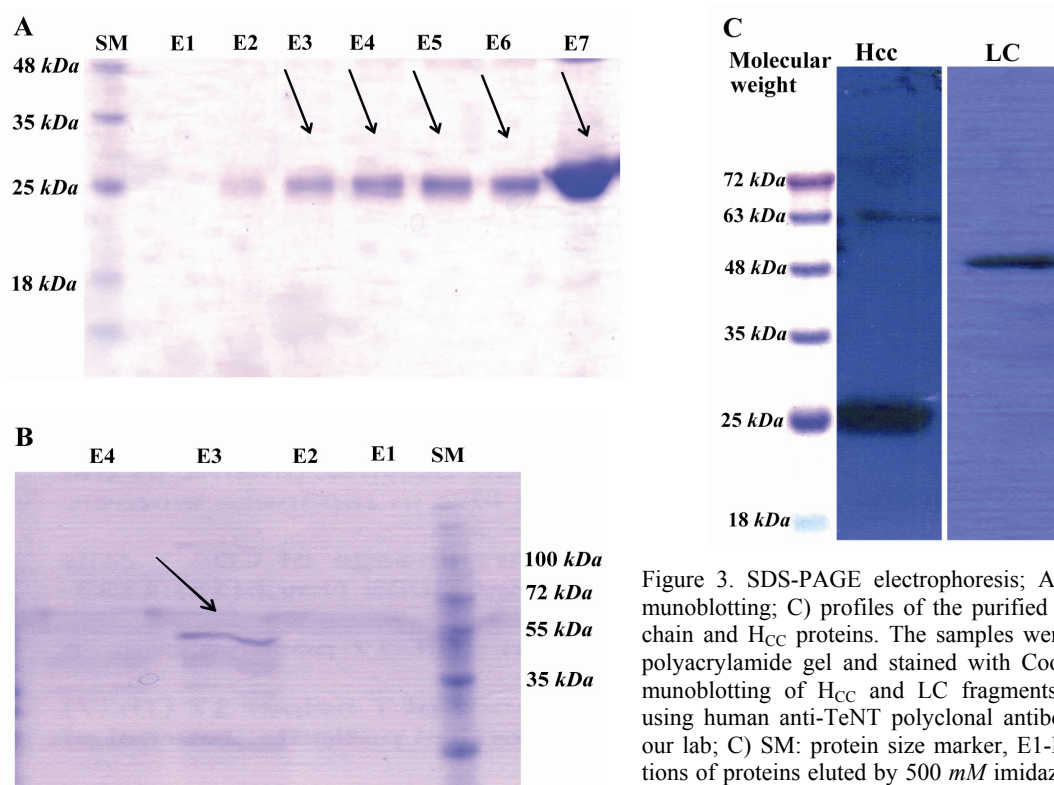 A
SM E1 E2 E3 E4 E5 E6 E7
48 kDa
35 kDa
25 kDa
18 kDa
B
E4 E3 E2 E1 SM
100 kDa
72 kDa
55 kDa
35 kDa
C
Molecular weight
Hcc LC
72 kDa
63 kDa
48 kDa
35 kDa
25 kDa
18 kDa
Figure 3. SDS-PAGE electrophoresis; A
munoblotting; C) profiles of the purified
chain and HCC proteins. The samples wer
polyacrylamide gel and stained with Coo
munoblotting of HCC and LC fragments
using human anti-TeNT polyclonal antibo
our lab; C) SM: protein size marker, E1-
tions of proteins eluted by 500 mM imidaz